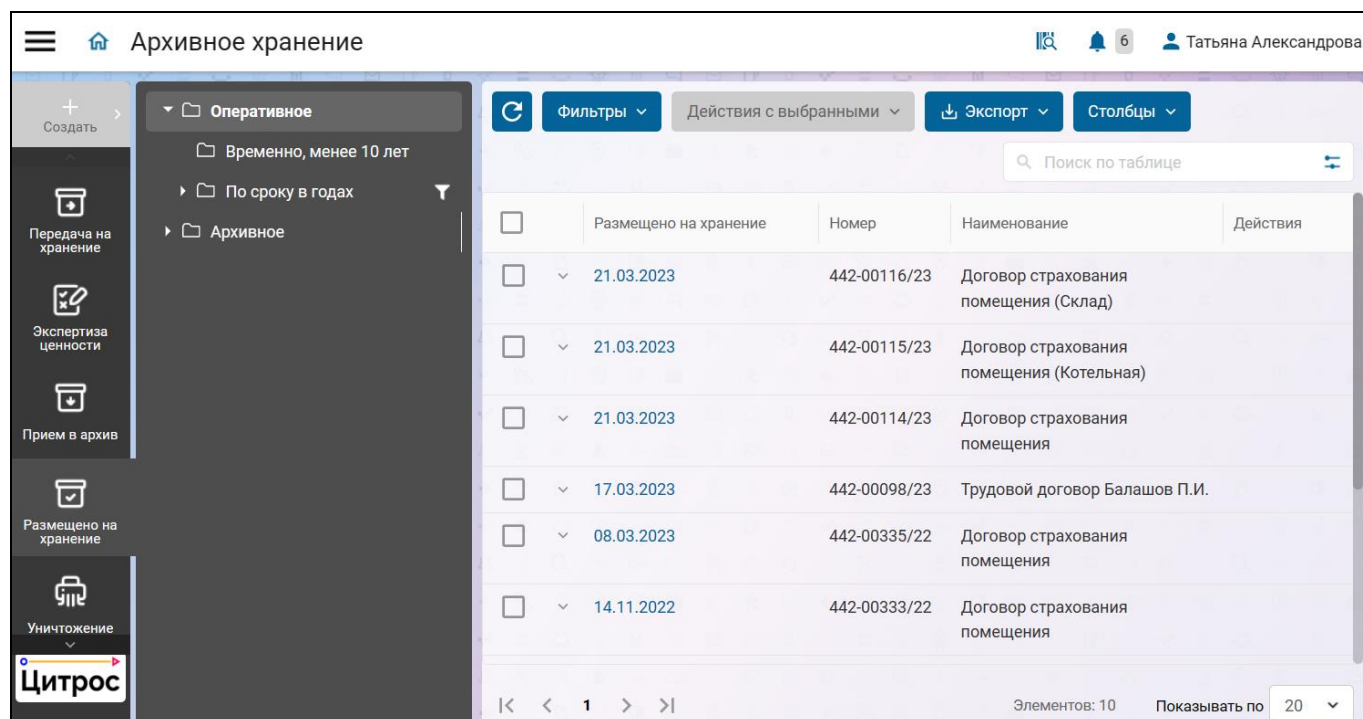 Архивное хранение
6
Татьяна Александрова
Создать
Передача на
хранение
Экспертиза
ценности
Прием в архив
Размещено на
хранение
Уничтожение
Цитрос
Оперативное
Временно, менее 10 лет
По сроку в годах
Архивное
Фильтры
Действия с выбранными
Экспорт
Столбцы
Поиск по таблице
Размещено на хранение Номер Наименование Действия
21.03.2023 442-00116/23 Договор страхования
помещения (Склад)
21.03.2023 442-00115/23 Договор страхования
помещения (Котельная)
21.03.2023 442-00114/23 Договор страхования
помещения
17.03.2023 442-00098/23 Трудовой договор Балашов П.И.
08.03.2023 442-00335/22 Договор страхования
помещения
14.11.2022 442-00333/22 Договор страхования
помещения
1
Элементов: 10 Показывать по 20